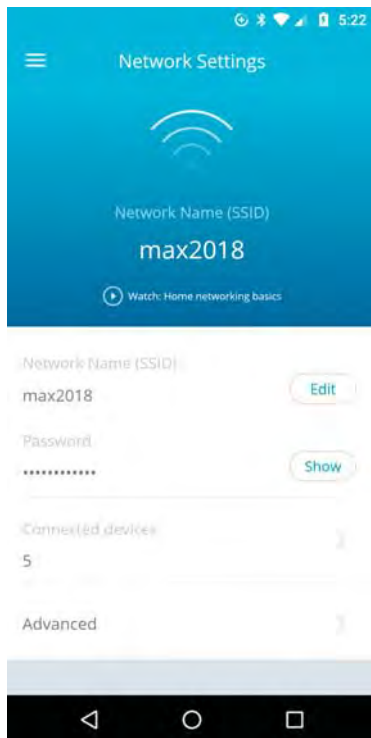 5:22
Network Settings
Network Name (SSID)
max2018
Watch: Home networking basics
Network Name (SSID)
max2018
Edit
Password
••••••••••••
Show
Connected devices
5
Advanced